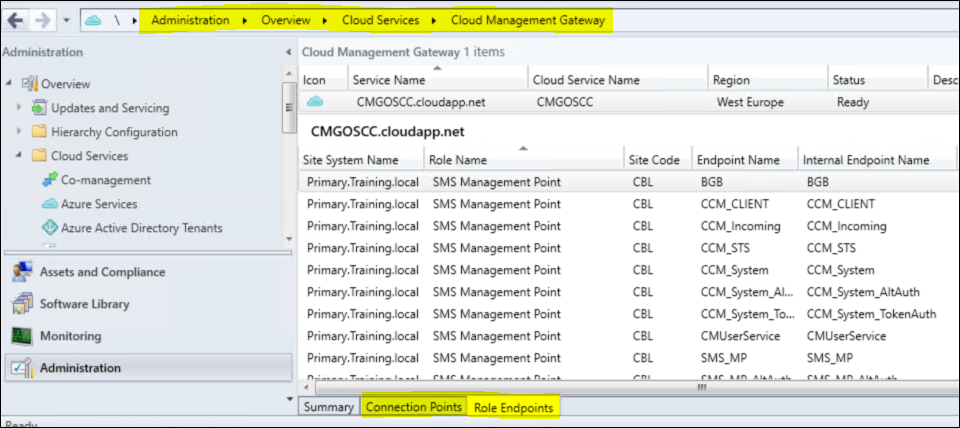 \ Administration Overview Cloud Services Cloud Management Gateway
Administration
Overview
Updates and Servicing
Hierarchy Configuration
Cloud Services
Co-management
Azure Services
Azure Active Directory Tenants
Assets and Compliance
Software Library
Monitoring
Administration
Cloud Management Gateway 1 items
Icon Service Name Cloud Service Name Region Status Desc
CMGOSCC.cloudapp.net CMGOSCC West Europe Ready
CMGOSCC.cloudapp.net
Site System Name Role Name Site Code Endpoint Name Internal Endpoint Name
Primary.Training.local SMS Management Point CBL BGB BGB
Primary.Training.local SMS Management Point CBL CCM_CLIENT CCM_CLIENT
Primary.Training.local SMS Management Point CBL CCM_Incoming CCM_Incoming
Primary.Training.local SMS Management Point CBL CCM_STS CCM_STS
Primary.Training.local SMS Management Point CBL CCM_System CCM_System
Primary.Training.local SMS Management Point CBL CCM_System_Al... CCM_System_AltAuth
Primary.Training.local SMS Management Point CBL CCM_System_To... CCM_System_TokenAuth
Primary.Training.local SMS Management Point CBL CMUserService CMUserService
Primary.Training.local SMS Management Point CBL SMS_MP SMS_MP
Primary.Training.local SMS Management Point CBL SMS_MP_AltAuth SMS_MP_AltAuth
Summary Connection Points Role Endpoints
Ready